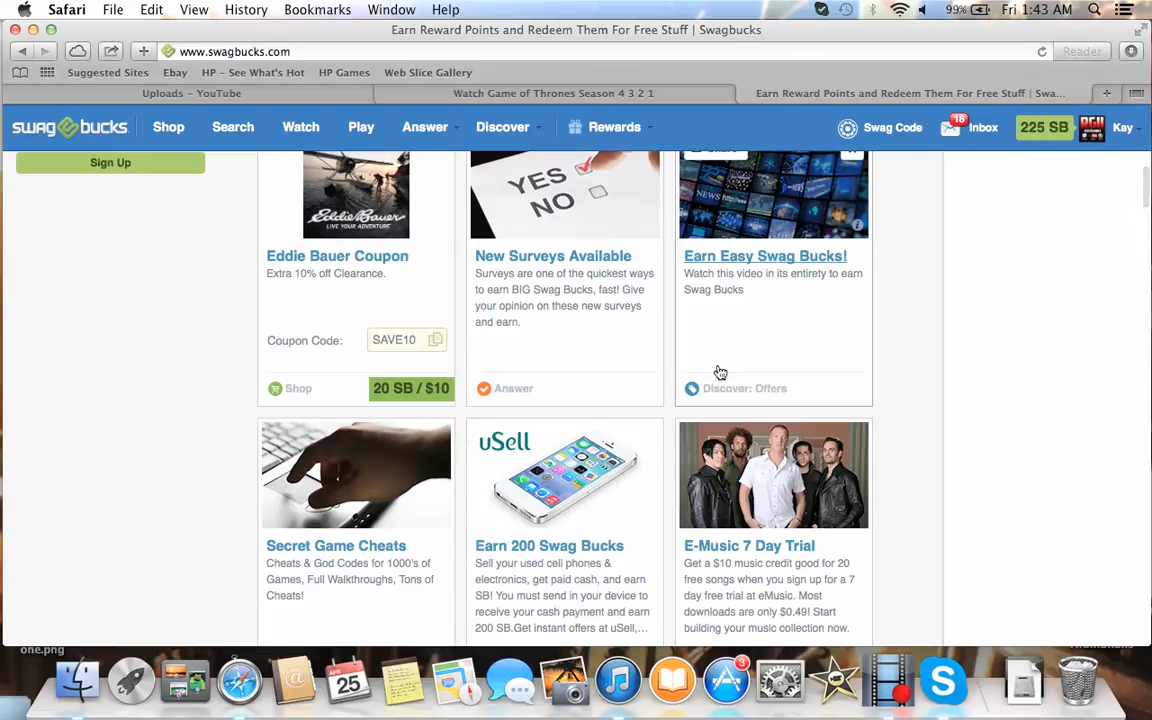 Safari File Edit View History Bookmarks Window Help 99% Fri 1:43 AM
Earn Reward Points and Redeem Them For Free Stuff | Swagbucks
www.swagbucks.com Reader
Suggested Sites Ebay HP – See What's Hot HP Games Web Slice Gallery
Uploads – YouTube Watch Game of Thrones Season 4 3 2 1 Earn Reward Points and Redeem Them For Free Stuff | Swa...
swagbucks Shop Search Watch Play Answer Discover Rewards Swag Code 18 Inbox 225 SB Kay
Sign Up
Eddie Bauer
LIVE YOUR ADVENTURE
YES
NO
NEWS
Eddie Bauer Coupon
Extra 10% off Clearance.
Coupon Code: SAVE10
Shop 20 SB / $10
New Surveys Available
Surveys are one of the quickest ways
to earn BIG Swag Bucks, fast! Give
your opinion on these new surveys
and earn.
Answer
Earn Easy Swag Bucks!
Watch this video in its entirety to earn
Swag Bucks
Discover: Offers
Secret Game Cheats
Cheats & God Codes for 1000's of
Games, Full Walkthroughs, Tons of
Cheats!
uSell
Earn 200 Swag Bucks
Sell your used cell phones &
electronics, get paid cash, and earn
SB! You must send in your device to
receive your cash payment and earn
200 SB.Get instant offers at uSell,...
E-Music 7 Day Trial
Get a $10 music credit good for 20
free songs when you sign up for a 7
day free trial at eMusic. Most
downloads are only $0.49! Start
building your music collection now.
one.png
25
3